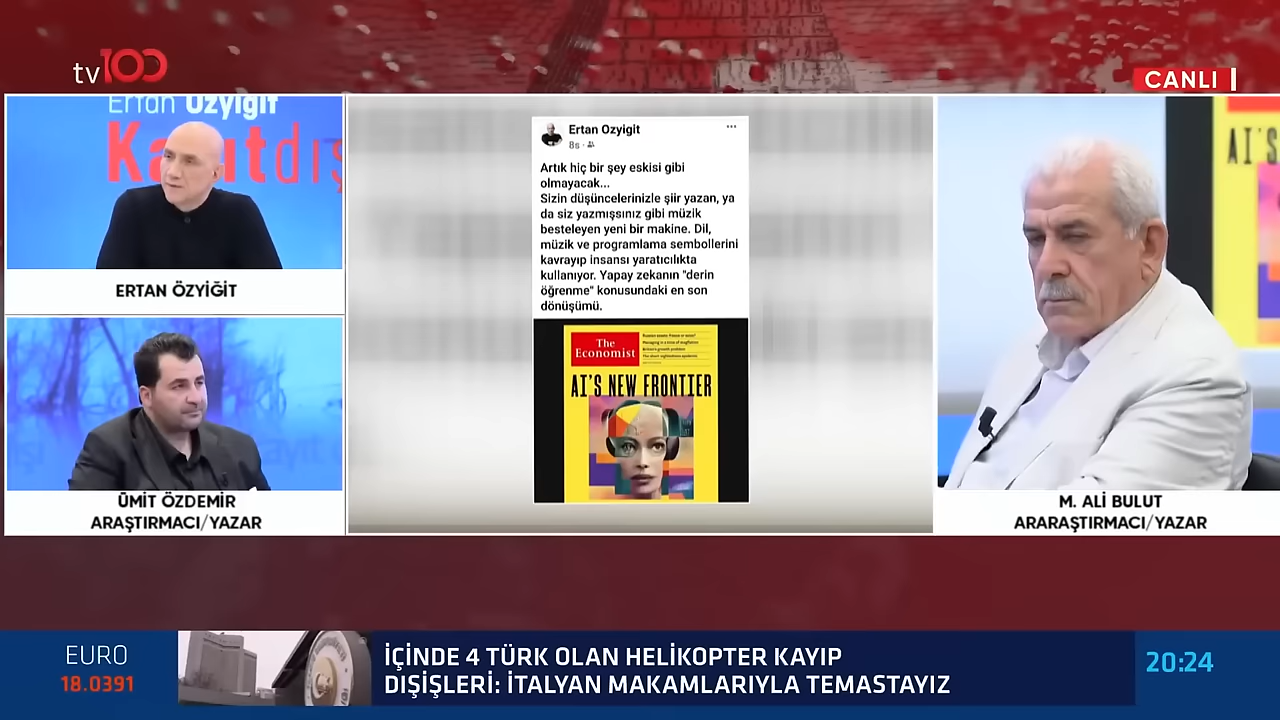 tv100
CANLI
Ertan Özyiğit
Kayıtdışı
ERTAN ÖZYİĞİT
ÜMİT ÖZDEMİR
ARAŞTIRMACI/YAZAR
Ertan Ozyigit
8s
Artık hiç bir şey eskisi gibi
olmayacak...
Sizin düşüncelerinizle şiir yazan, ya
da siz yazmışsınız gibi müzik
besteleyen yeni bir makine. Dil,
müzik ve programlama sembollerini
kavrayıp insansı yaratıcılıkta
kullanıyor. Yapay zekanın "derin
öğrenme" konusundaki en son
dönüşümü.
The
Economist
AI'S NEW FRONTIER
AI'S
M. ALİ BULUT
ARARAŞTIRMACI/YAZAR
EURO
18.0391
İÇİNDE 4 TÜRK OLAN HELİKOPTER KAYIP
DIŞİŞLERİ: İTALYAN MAKAMLARIYLA TEMASTAYIZ
20:24